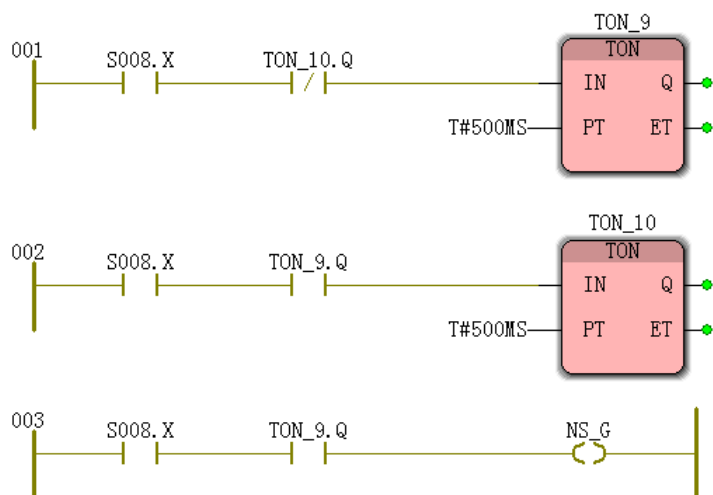 TON_9
001 S008.X TON_10.Q TON
IN Q
T#500MS PT ET
TON_10
002 S008.X TON_9.Q TON
IN Q
T#500MS PT ET
003 S008.X TON_9.Q NS_G